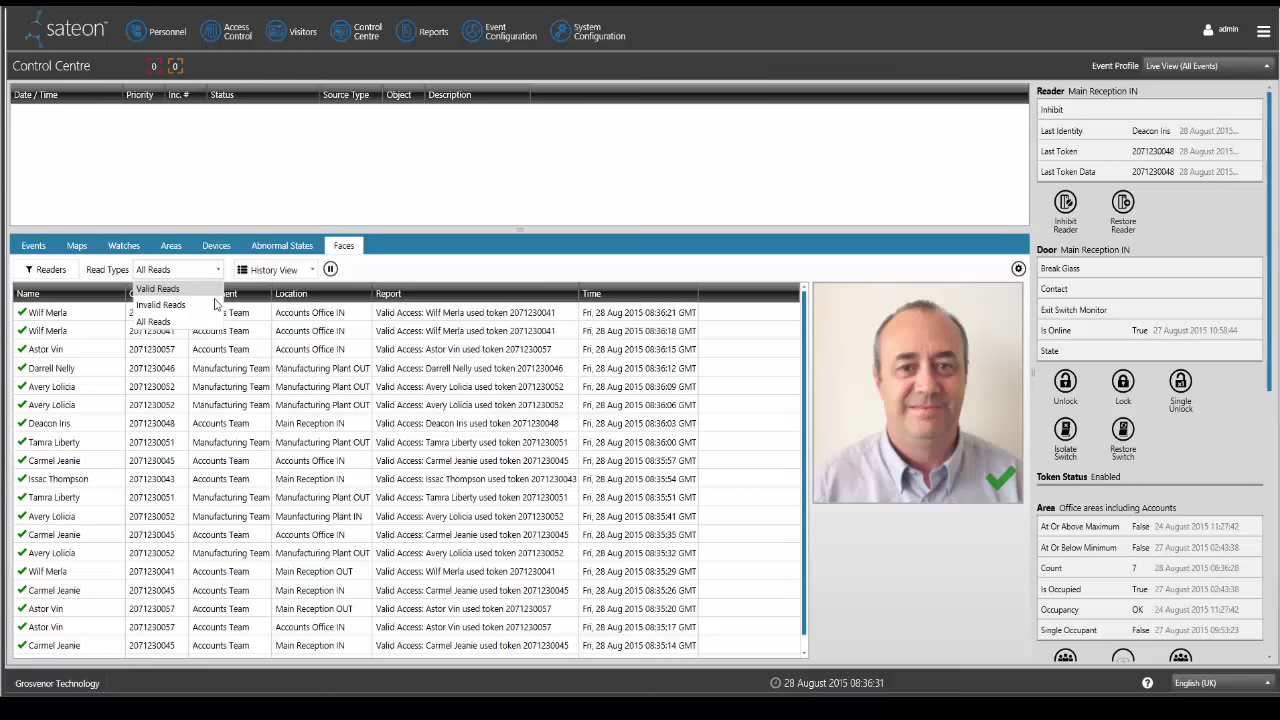 sateon™ Personnel Access Control Visitors Control Centre Reports Event Configuration System Configuration admin
Control Centre 0 0 Event Profile Live View (All Events)
Date / Time Priority Inc. # Status Source Type Object Description
Events Maps Watches Areas Devices Abnormal States Faces
Readers Read Types All Reads History View
Valid Reads
Invalid Reads
All Reads
Name Location Report Time
Wilf Merla Accounts Office IN Valid Access: Wilf Merla used token 2071230041 Fri, 28 Aug 2015 08:36:21 GMT
Wilf Merla 2071230041 Accounts Team Accounts Office IN Valid Access: Wilf Merla used token 2071230041 Fri, 28 Aug 2015 08:36:18 GMT
Astor Vin 2071230057 Accounts Team Accounts Office IN Valid Access: Astor Vin used token 2071230057 Fri, 28 Aug 2015 08:36:15 GMT
Darrell Nelly 2071230046 Manufacturing Team Manufacturing Plant OUT Valid Access: Darrell Nelly used token 2071230046 Fri, 28 Aug 2015 08:36:12 GMT
Avery Lolicia 2071230052 Manufacturing Team Manufacturing Plant OUT Valid Access: Avery Lolicia used token 2071230052 Fri, 28 Aug 2015 08:36:09 GMT
Avery Lolicia 2071230052 Manufacturing Team Manufacturing Plant OUT Valid Access: Avery Lolicia used token 2071230052 Fri, 28 Aug 2015 08:36:06 GMT
Deacon Iris 2071230048 Accounts Team Main Reception IN Valid Access: Deacon Iris used token 2071230048 Fri, 28 Aug 2015 08:36:03 GMT
Tamra Liberty 2071230051 Manufacturing Team Manufacturing Plant OUT Valid Access: Tamra Liberty used token 2071230051 Fri, 28 Aug 2015 08:36:00 GMT
Carmel Jeanie 2071230045 Accounts Team Accounts Office IN Valid Access: Carmel Jeanie used token 2071230045 Fri, 28 Aug 2015 08:35:57 GMT
Issac Thompson 2071230043 Accounts Team Main Reception IN Valid Access: Issac Thompson used token 2071230043 Fri, 28 Aug 2015 08:35:54 GMT
Tamra Liberty 2071230051 Manufacturing Team Manufacturing Plant OUT Valid Access: Tamra Liberty used token 2071230051 Fri, 28 Aug 2015 08:35:51 GMT
Avery Lolicia 2071230052 Manufacturing Team Maunfacturing Plant IN Valid Access: Avery Lolicia used token 2071230052 Fri, 28 Aug 2015 08:35:41 GMT
Carmel Jeanie 2071230045 Accounts Team Accounts Office IN Valid Access: Carmel Jeanie used token 2071230045 Fri, 28 Aug 2015 08:35:35 GMT
Avery Lolicia 2071230052 Manufacturing Team Manufacturing Plant OUT Valid Access: Avery Lolicia used token 2071230052 Fri, 28 Aug 2015 08:35:32 GMT
Wilf Merla 2071230041 Accounts Team Main Reception OUT Valid Access: Wilf Merla used token 2071230041 Fri, 28 Aug 2015 08:35:29 GMT
Carmel Jeanie 2071230045 Accounts Team Main Reception IN Valid Access: Carmel Jeanie used token 2071230045 Fri, 28 Aug 2015 08:35:26 GMT
Astor Vin 2071230057 Accounts Team Main Reception OUT Valid Access: Astor Vin used token 2071230057 Fri, 28 Aug 2015 08:35:20 GMT
Astor Vin 2071230057 Accounts Team Accounts Office IN Valid Access: Astor Vin used token 2071230057 Fri, 28 Aug 2015 08:35:17 GMT
Carmel Jeanie 2071230045 Accounts Team Main Reception IN Valid Access: Carmel Jeanie used token 2071230045 Fri, 28 Aug 2015 08:35:14 GMT
Reader Main Reception IN
Inhibit
Last Identity Deacon Iris 28 August 2015...
Last Token 2071230048 28 August 2015...
Last Token Data 2071230048 28 August 2015...
Inhibit Reader Restore Reader
Door Main Reception IN
Break Glass
Contact
Exit Switch Monitor
Is Online True 27 August 2015 10:58:44
State
Unlock Lock Single Unlock
Isolate Switch Restore Switch
Token Status Enabled
Area Office areas including Accounts
At Or Above Maximum False 24 August 2015 11:27:42
At Or Below Minimum False 27 August 2015 02:43:38
Count 7 28 August 2015 08:36:28
Is Occupied True 27 August 2015 02:43:38
Occupancy OK 24 August 2015 11:27:42
Single Occupant False 27 August 2015 09:53:23
Grosvenor Technology 28 August 2015 08:36:31 ? English (UK)